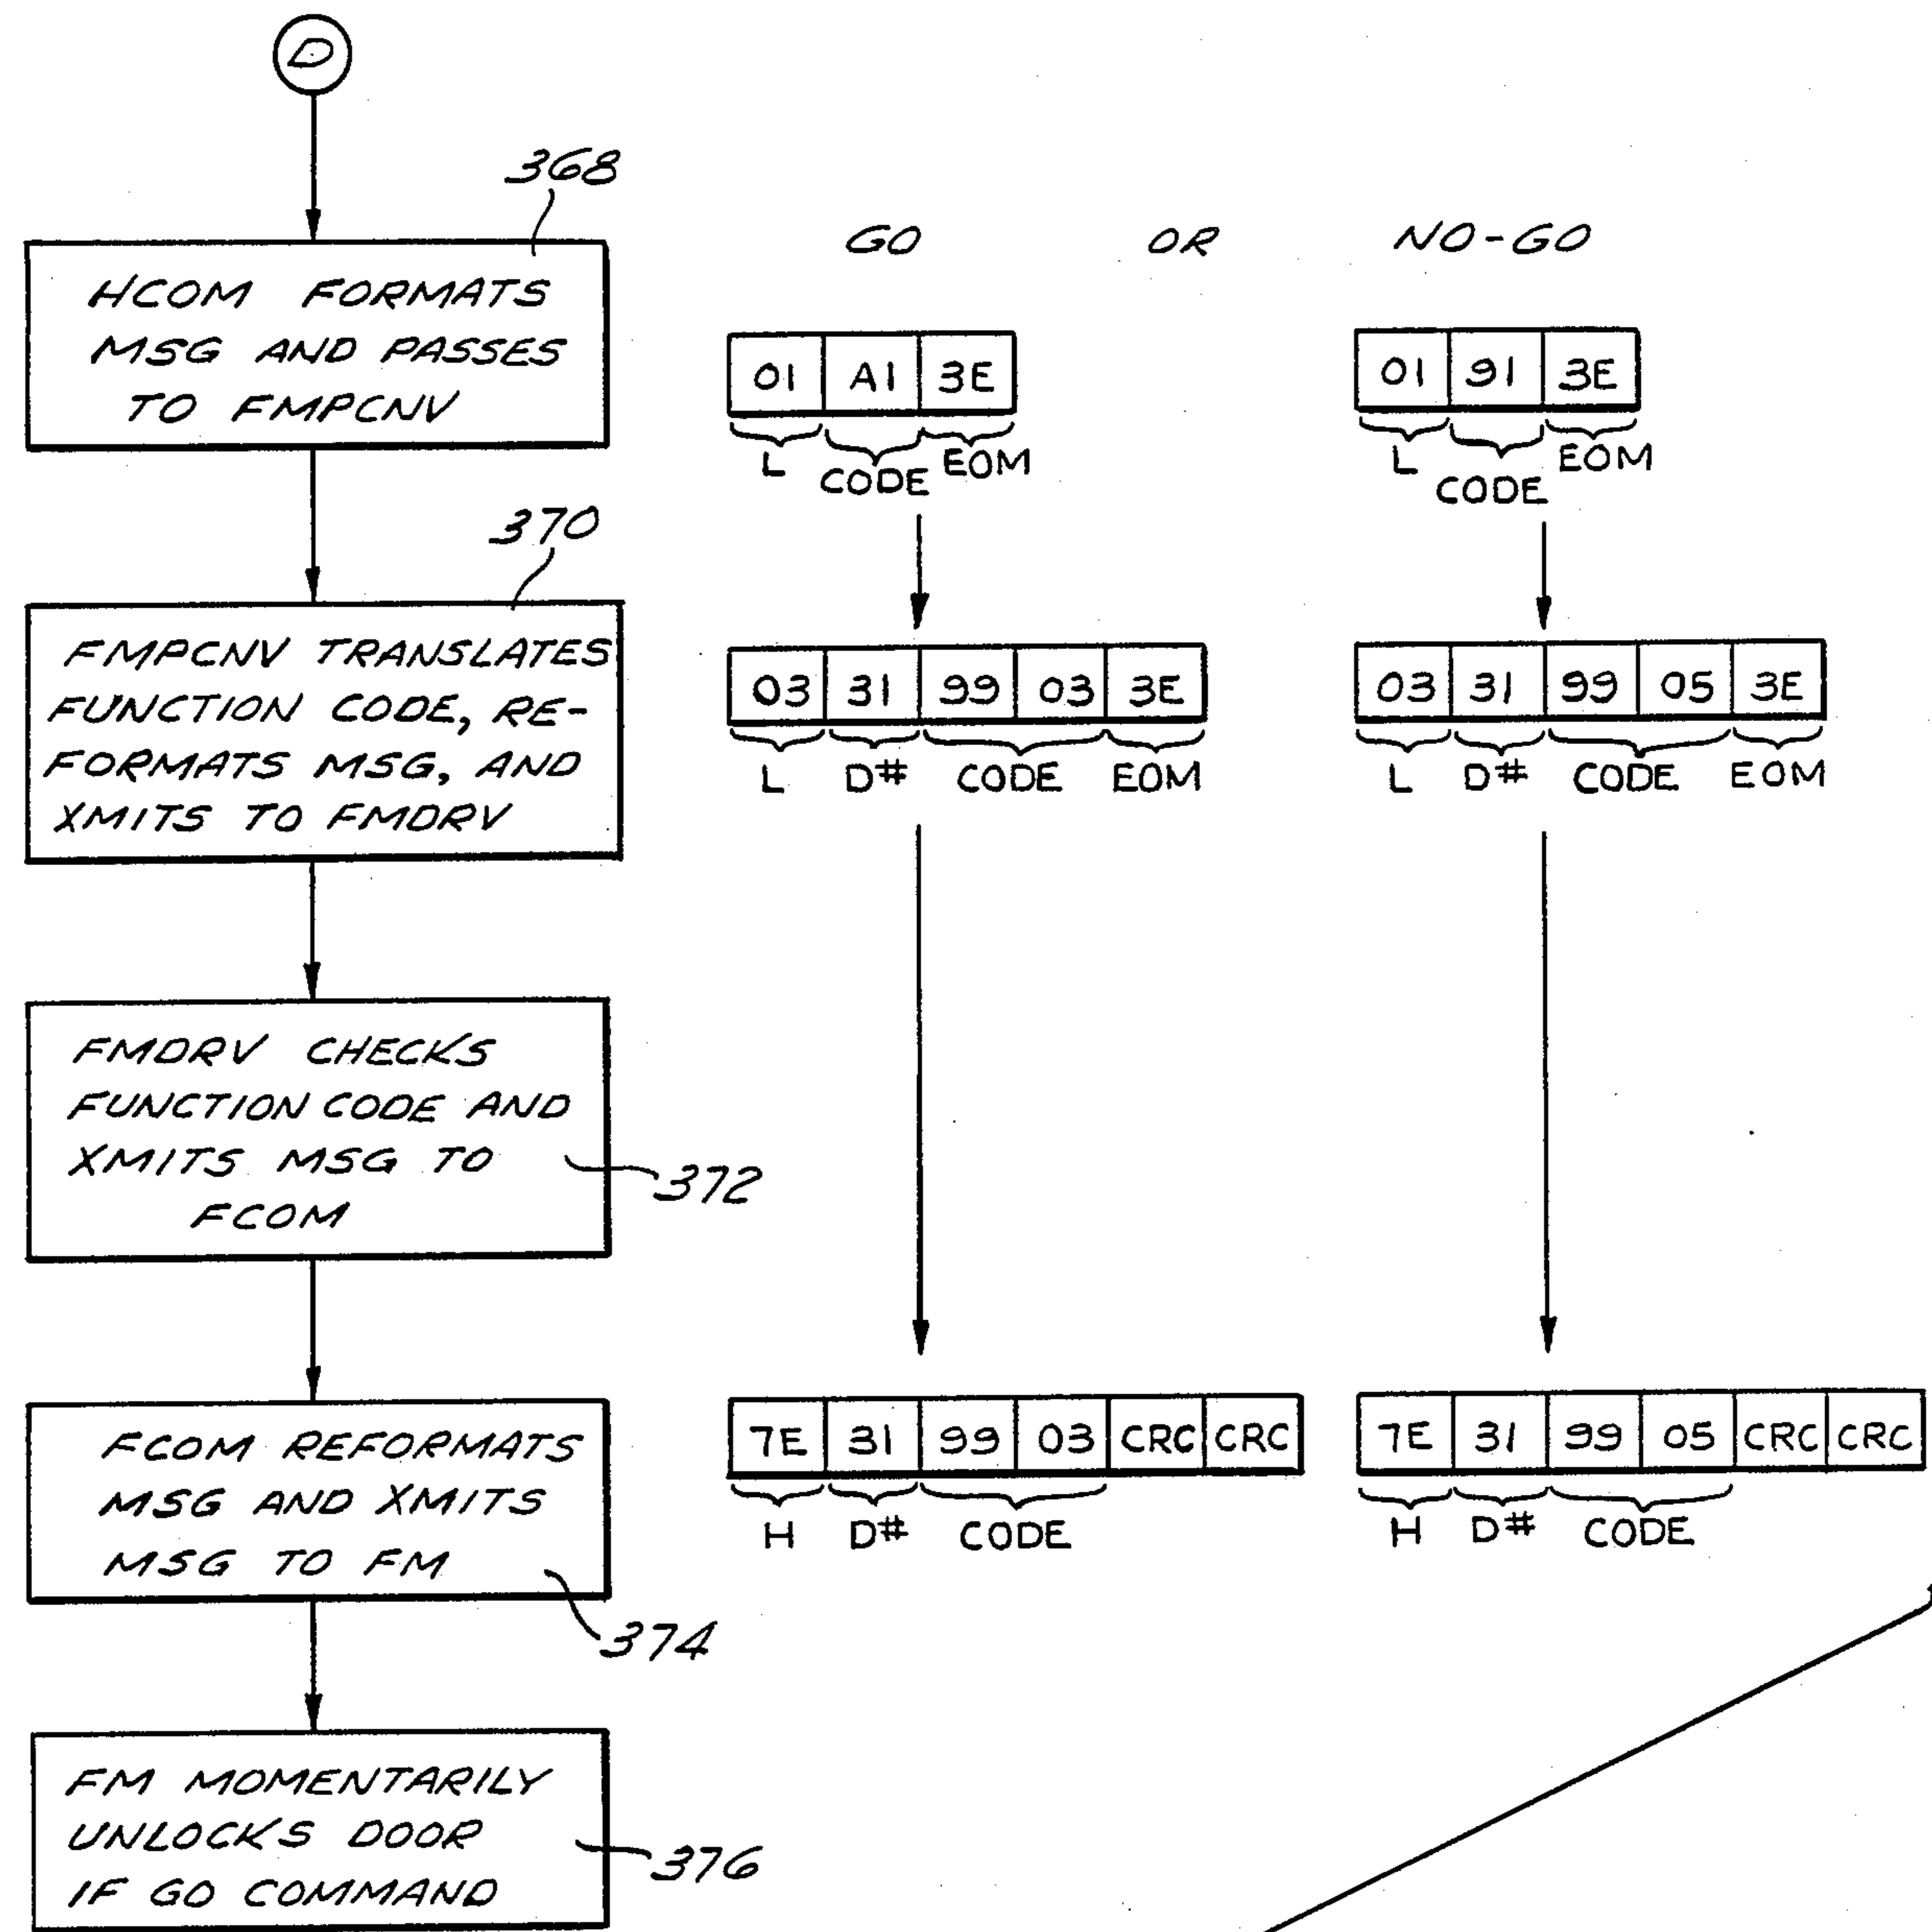 D
368
HCOM FORMATS
MSG AND PASSES
TO FMPCNV
GO OR NO-GO
01 A1 3E
L CODE EOM
01 91 3E
L CODE EOM
370
FMPCNV TRANSLATES
FUNCTION CODE, RE-
FORMATS MSG, AND
XMITS TO FMDRV
03 31 99 03 3E
L D# CODE EOM
03 31 99 05 3E
L D# CODE EOM
FMDRV CHECKS
FUNCTION CODE AND
XMITS MSG TO
FCOM
372
FCOM REFORMATS
MSG AND XMITS
MSG TO FM
374
7E 31 99 03 CRC CRC
H D# CODE
7E 31 99 05 CRC CRC
H D# CODE
FM MOMENTARILY
UNLOCKS DOOR
IF GO COMMAND
376